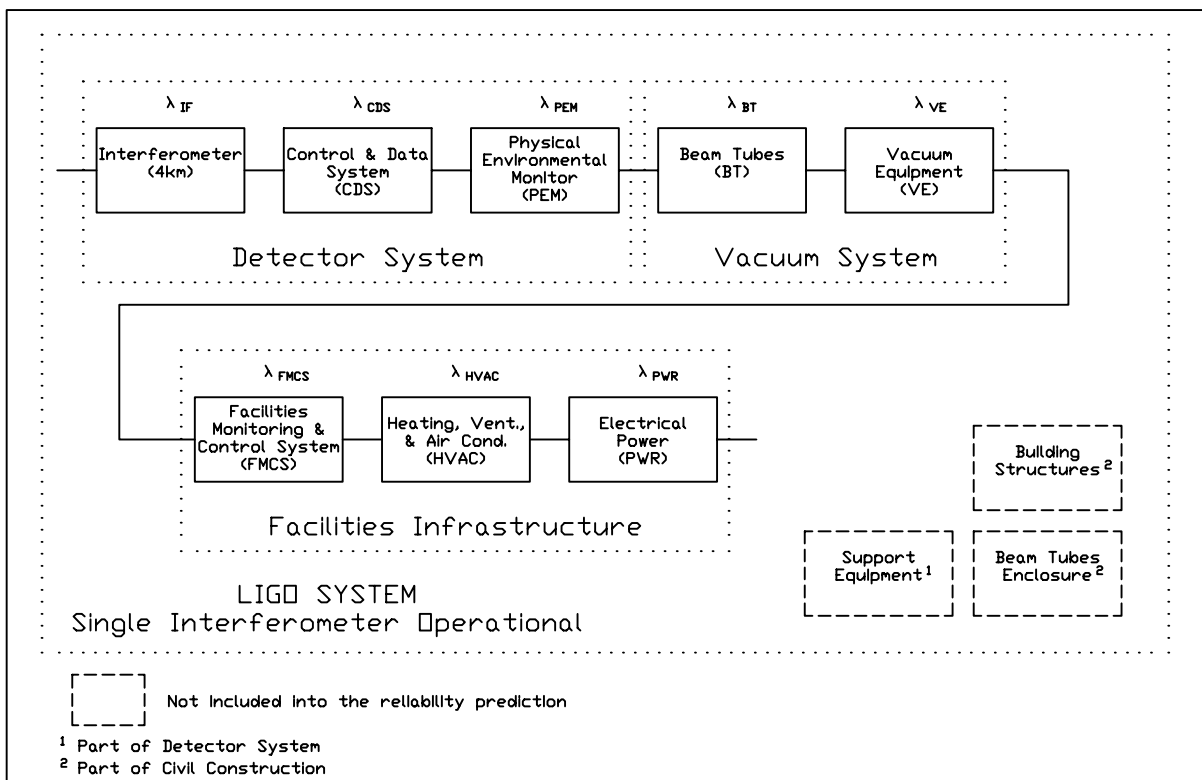 λ IF
λ CDS
λ PEM
λ BT
λ VE
Interferometer
(4km)
Control & Data
System
(CDS)
Physical
Environmental
Monitor
(PEM)
Beam Tubes
(BT)
Vacuum
Equipment
(VE)
Detector System
Vacuum System
λ FMCS
λ HVAC
λ PWR
Facilities
Monitoring &
Control System
(FMCS)
Heating, Vent.,
& Air Cond.
(HVAC)
Electrical
Power
(PWR)
Facilities Infrastructure
Building
Structures ²
Support
Equipment ¹
Beam Tubes
Enclosure ²
LIGO SYSTEM
Single Interferometer Operational
Not included into the reliability prediction
¹ Part of Detector System
² Part of Civil Construction